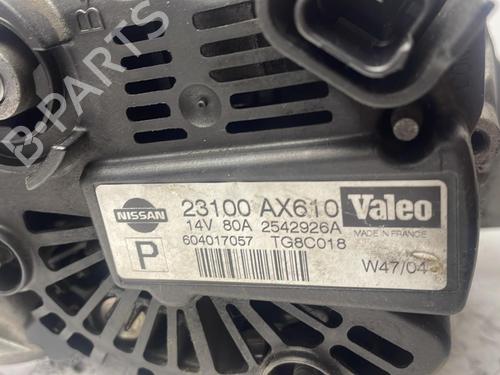 B+
B-PARTS
NISSAN
23100 AX610
Valeo
14V 80A 2542926A
MADE IN FRANCE
604017057 TG8C018
P
W47/04